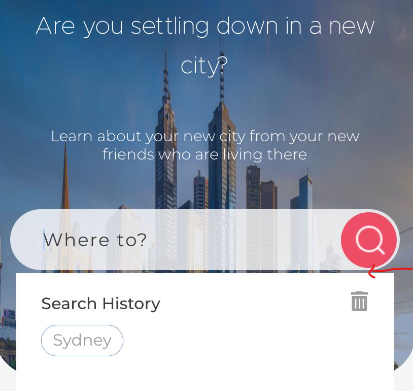 Are you settling down in a new
city?
Learn about your new city from your new
friends who are living there
Where to?
Search History
Sydney